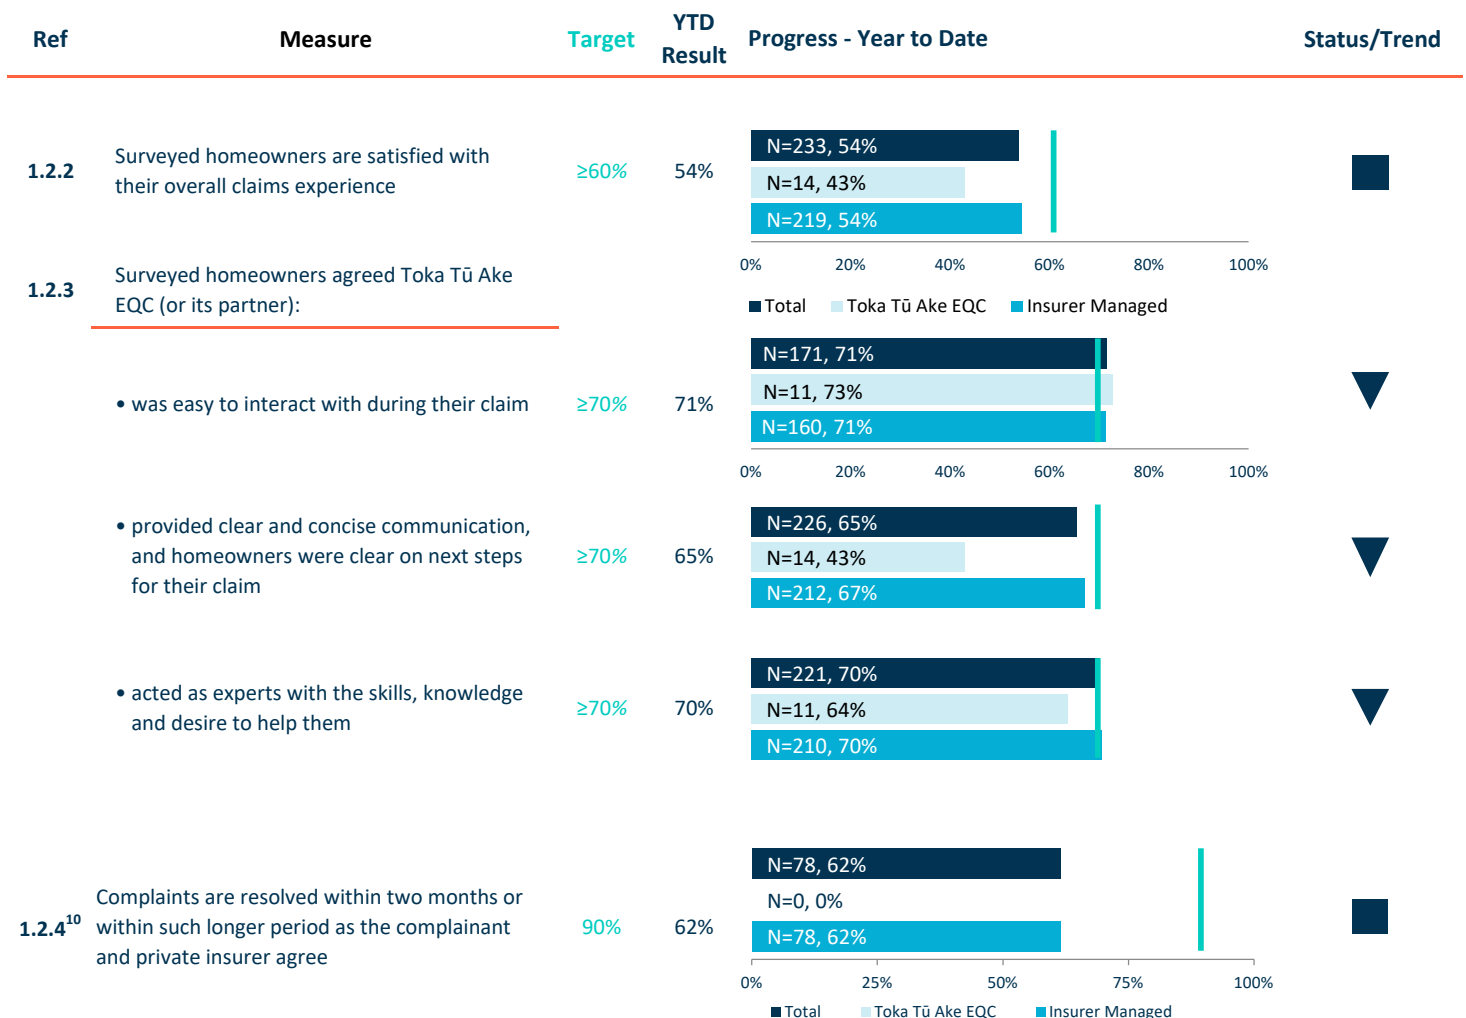 Ref Measure Target YTD Result Progress - Year to Date Status/Trend
1.2.2 Surveyed homeowners are satisfied with
their overall claims experience
≥60% 54%
N=233, 54%
N=14, 43%
N=219, 54%
0% 20% 40% 60% 80% 100%
Total Toka Tū Ake EQC Insurer Managed
1.2.3 Surveyed homeowners agreed Toka Tū Ake
EQC (or its partner):
• was easy to interact with during their claim
≥70% 71%
N=171, 71%
N=11, 73%
N=160, 71%
0% 20% 40% 60% 80% 100%
• provided clear and concise communication,
and homeowners were clear on next steps
for their claim
≥70% 65%
N=226, 65%
N=14, 43%
N=212, 67%
• acted as experts with the skills, knowledge
and desire to help them
≥70% 70%
N=221, 70%
N=11, 64%
N=210, 70%
1.2.4¹⁰ Complaints are resolved within two months or
within such longer period as the complainant
and private insurer agree
90% 62%
N=78, 62%
N=0, 0%
N=78, 62%
0% 25% 50% 75% 100%
Total Toka Tū Ake EQC Insurer Managed